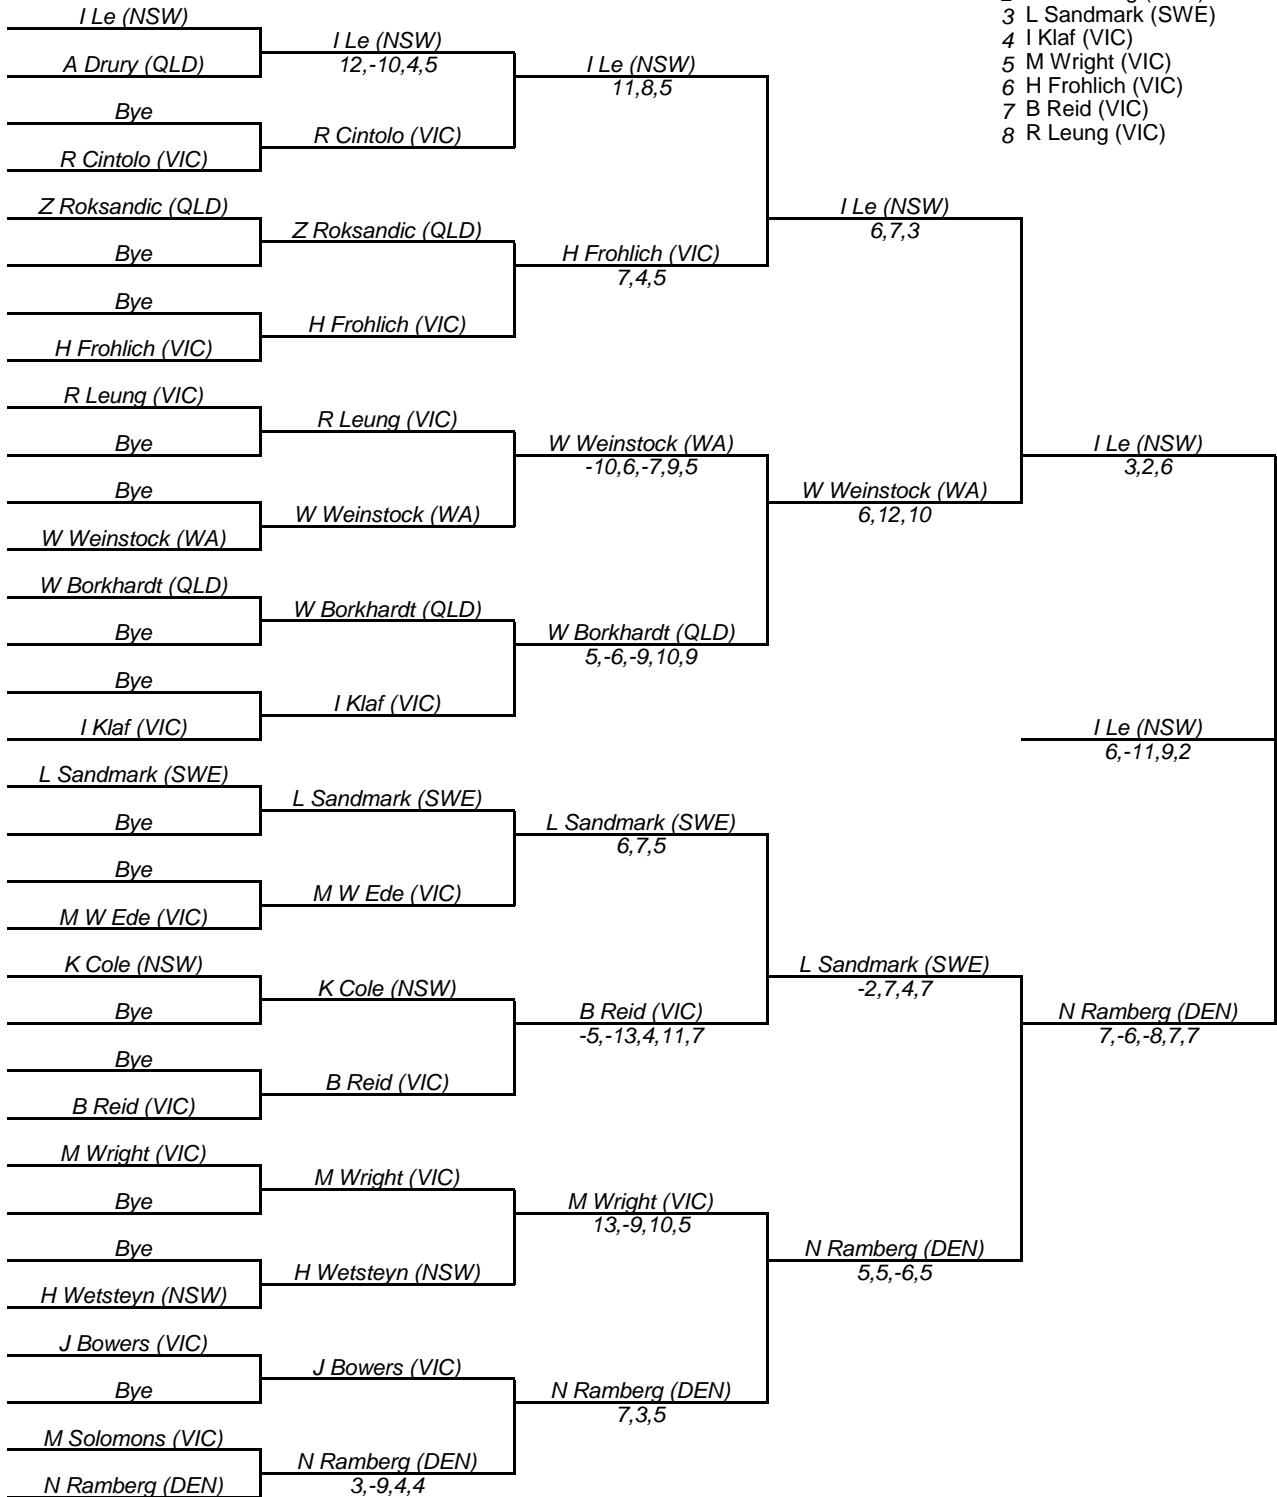 3 L Sandmark (SWE)
4 I Klaf (VIC)
5 M Wright (VIC)
6 H Frohlich (VIC)
7 B Reid (VIC)
8 R Leung (VIC)
I Le (NSW)
A Drury (QLD)
Bye
R Cintolo (VIC)
Z Roksandic (QLD)
Bye
Bye
H Frohlich (VIC)
R Leung (VIC)
Bye
Bye
W Weinstock (WA)
W Borkhardt (QLD)
Bye
Bye
I Klaf (VIC)
L Sandmark (SWE)
Bye
Bye
M W Ede (VIC)
K Cole (NSW)
Bye
Bye
B Reid (VIC)
M Wright (VIC)
Bye
Bye
H Wetsteyn (NSW)
J Bowers (VIC)
Bye
M Solomons (VIC)
N Ramberg (DEN)
I Le (NSW)
12,-10,4,5
R Cintolo (VIC)
Z Roksandic (QLD)
H Frohlich (VIC)
R Leung (VIC)
W Weinstock (WA)
W Borkhardt (QLD)
I Klaf (VIC)
L Sandmark (SWE)
M W Ede (VIC)
K Cole (NSW)
B Reid (VIC)
M Wright (VIC)
H Wetsteyn (NSW)
J Bowers (VIC)
N Ramberg (DEN)
3,-9,4,4
I Le (NSW)
11,8,5
H Frohlich (VIC)
7,4,5
W Weinstock (WA)
-10,6,-7,9,5
W Borkhardt (QLD)
5,-6,-9,10,9
L Sandmark (SWE)
6,7,5
B Reid (VIC)
-5,-13,4,11,7
M Wright (VIC)
13,-9,10,5
N Ramberg (DEN)
7,3,5
I Le (NSW)
6,7,3
W Weinstock (WA)
6,12,10
L Sandmark (SWE)
-2,7,4,7
N Ramberg (DEN)
5,5,-6,5
I Le (NSW)
3,2,6
I Le (NSW)
6,-11,9,2
N Ramberg (DEN)
7,-6,-8,7,7